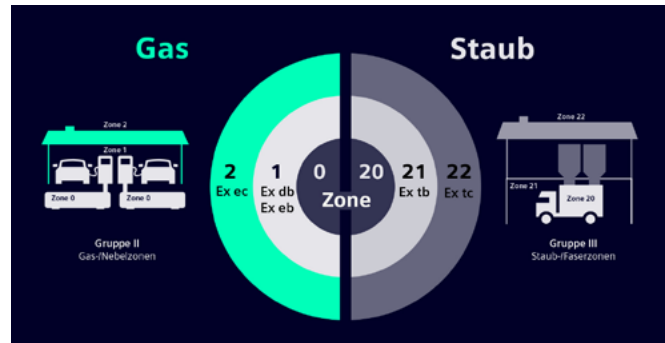 Gas
Staub
Zone 2
Zone 1
Zone 0
Zone 0
Gruppe II
Gas-/Nebelzonen
2
Ex ec
1
Ex db
Ex eb
0
20
Zone
21
Ex tb
22
Ex tc
Zone 22
Zone 21
Zone 20
Gruppe III
Staub-/Faserzonen